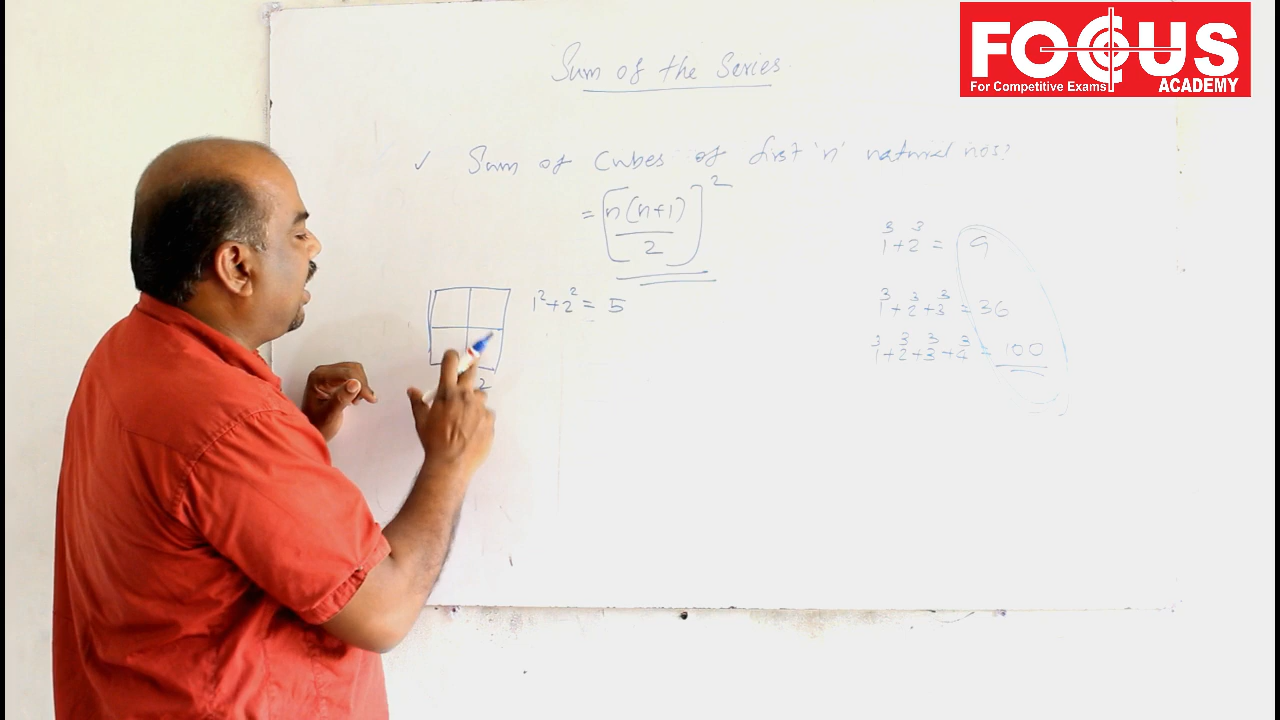 FOCUS
For Competitive Exams ACADEMY
Sum of the Series
✓ Sum of cubes of first 'n' natural nos?
= [n(n+1)/2]²
1³+2³ = 9
1²+2² = 5
1³+2³+3³ = 36
1³+2³+3³+4³ = 100
2